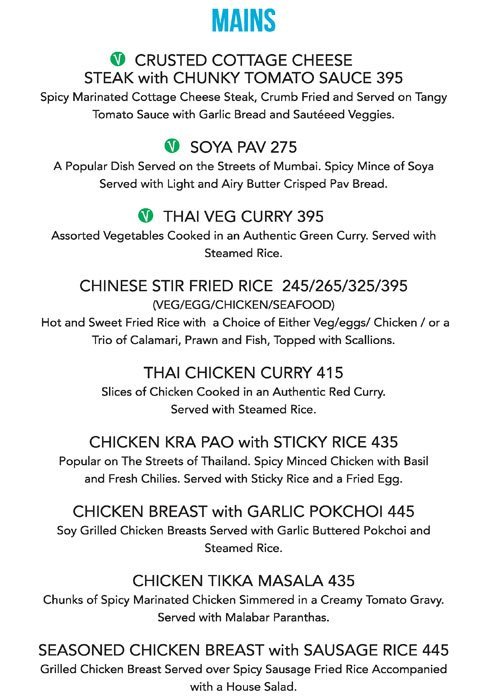 MAINS
V CRUSTED COTTAGE CHEESE
STEAK with CHUNKY TOMATO SAUCE 395
Spicy Marinated Cottage Cheese Steak, Crumb Fried and Served on Tangy
Tomato Sauce with Garlic Bread and Sautéeed Veggies.
V SOYA PAV 275
A Popular Dish Served on the Streets of Mumbai. Spicy Mince of Soya
Served with Light and Airy Butter Crisped Pav Bread.
V THAI VEG CURRY 395
Assorted Vegetables Cooked in an Authentic Green Curry. Served with
Steamed Rice.
CHINESE STIR FRIED RICE 245/265/325/395
(VEG/EGG/CHICKEN/SEAFOOD)
Hot and Sweet Fried Rice with a Choice of Either Veg/eggs/ Chicken / or a
Trio of Calamari, Prawn and Fish, Topped with Scallions.
THAI CHICKEN CURRY 415
Slices of Chicken Cooked in an Authentic Red Curry.
Served with Steamed Rice.
CHICKEN KRA PAO with STICKY RICE 435
Popular on The Streets of Thailand. Spicy Minced Chicken with Basil
and Fresh Chilies. Served with Sticky Rice and a Fried Egg.
CHICKEN BREAST with GARLIC POKCHOI 445
Soy Grilled Chicken Breasts Served with Garlic Buttered Pokchoi and
Steamed Rice.
CHICKEN TIKKA MASALA 435
Chunks of Spicy Marinated Chicken Simmered in a Creamy Tomato Gravy.
Served with Malabar Paranthas.
SEASONED CHICKEN BREAST with SAUSAGE RICE 445
Grilled Chicken Breast Served over Spicy Sausage Fried Rice Accompanied
with a House Salad.